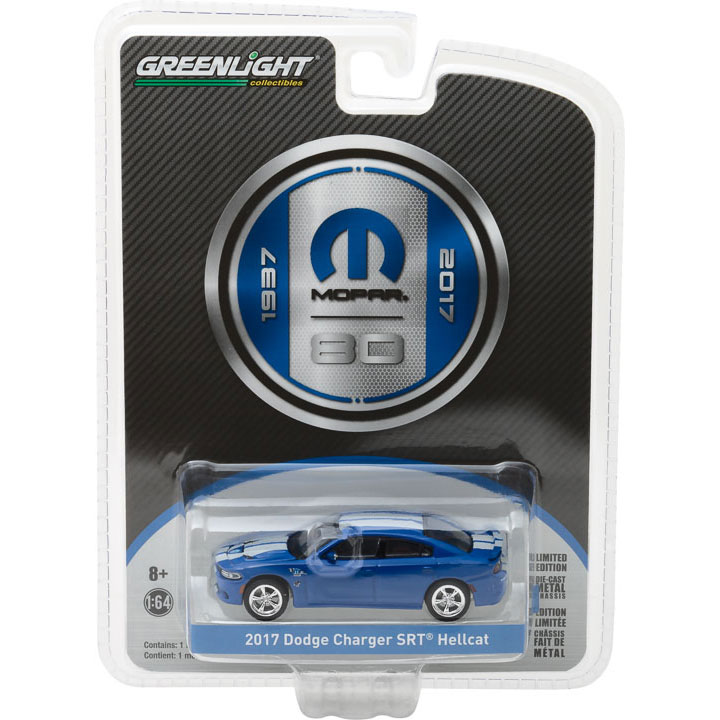 GREENLIGHT
collectibles
1937
2017
MOPAR®
80
8+
1:64
LIMITED
EDITION
DIE-CAST
METAL
CHASSIS
EDITION
LIMITÉE
CHÂSSIS
FAIT DE
MÉTAL
Contains: 1
Contient: 1
2017 Dodge Charger SRT® Hellcat